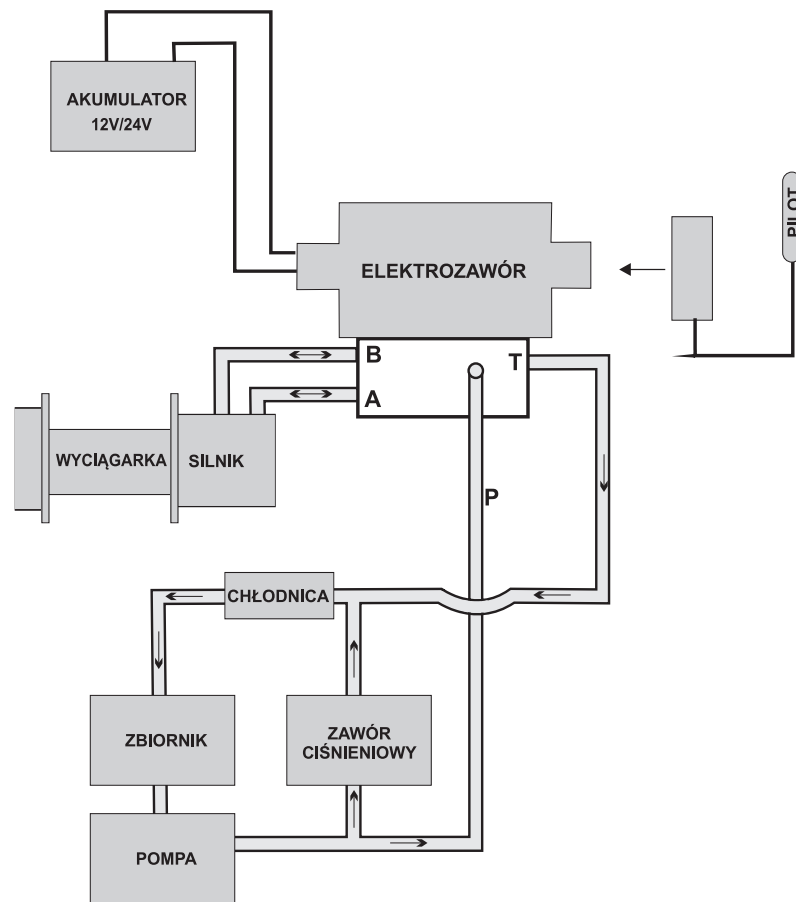 AKUMULATOR
12V/24V
PILOT
ELEKTROZAWÓR
B
T
A
WYCIĄGARKA
SILNIK
P
CHŁODNICA
ZBIORNIK
ZAWÓR
CIŚNIENIOWY
POMPA